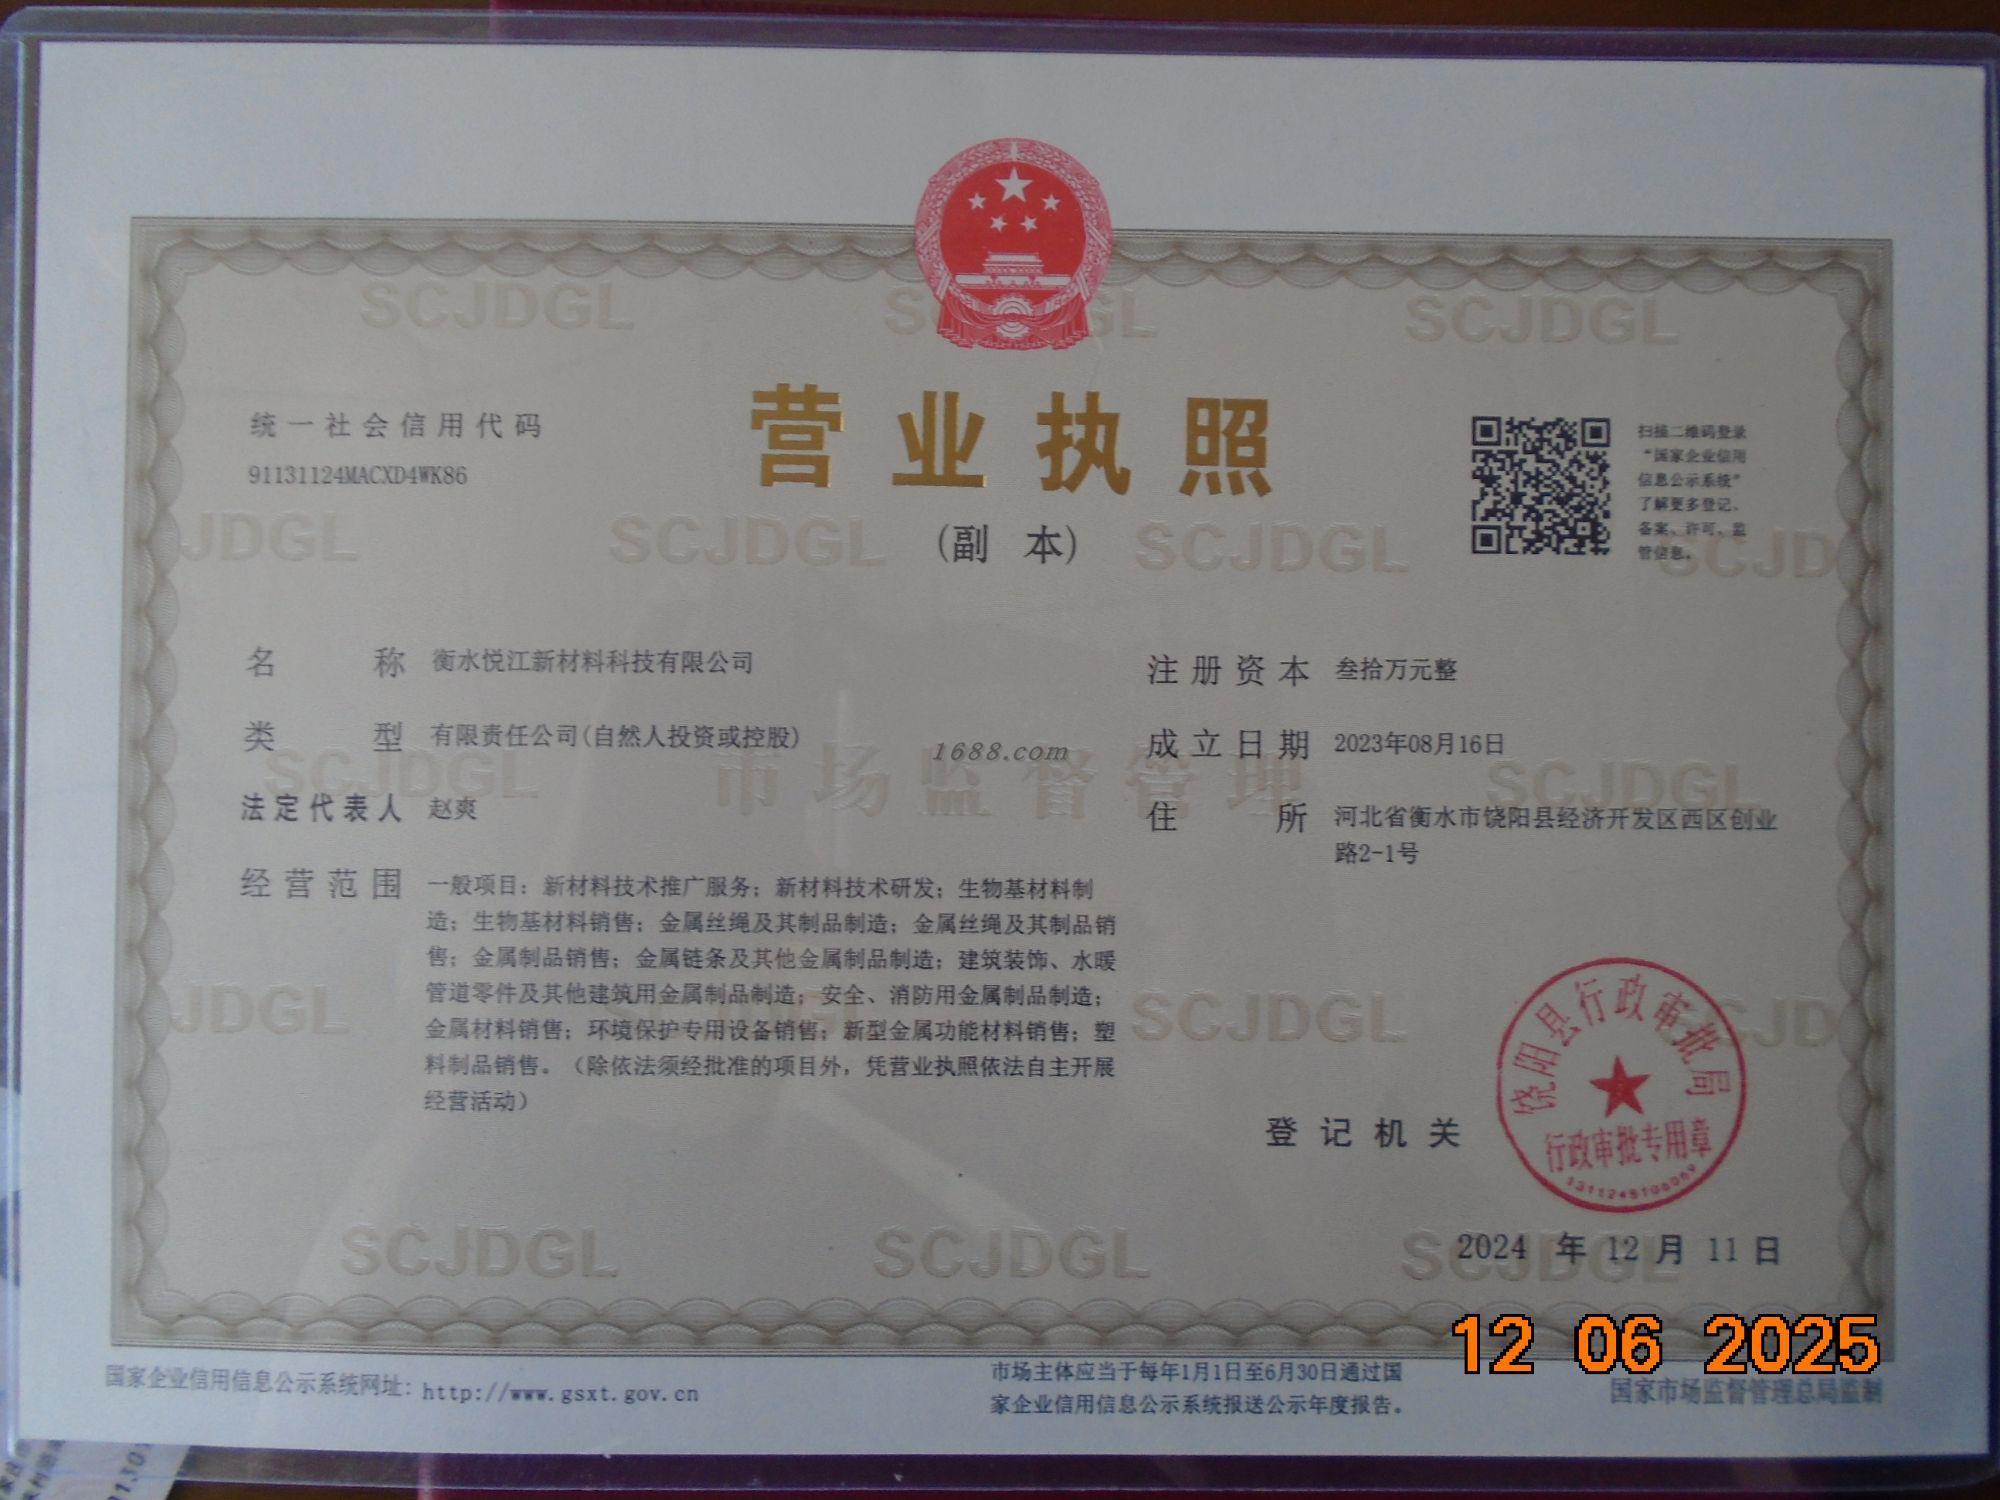 统一社会信用代码
91131124MACXD4WK86
营业执照
(副 本)
扫描二维码登录
“国家企业信用
信息公示系统”
了解更多登记、
备案、许可、监
管信息。
名 称 衡水悦江新材料科技有限公司
类 型 有限责任公司(自然人投资或控股)
法定代表人 赵爽
经营范围 一般项目：新材料技术推广服务；新材料技术研发；生物基材料制
造；生物基材料销售；金属丝绳及其制品制造；金属丝绳及其制品销
售；金属制品销售；金属链条及其他金属制品制造；建筑装饰、水暖
管道零件及其他建筑用金属制品制造；安全、消防用金属制品制造；
金属材料销售；环境保护专用设备销售；新型金属功能材料销售；塑
料制品销售。（除依法须经批准的项目外，凭营业执照依法自主开展
经营活动）
注册资本 叁拾万元整
成立日期 2023年08月16日
住 所 河北省衡水市饶阳县经济开发区西区创业
路2-1号
1688.com
市场监督管理
SCJDGL
SCJDGL
SCJDGL
SCJDGL
SCJDGL
SCJDGL
SCJDGL
SCJDGL
SCJDGL
SCJDGL
登记机关
饶阳县行政审批局
行政审批专用章
2024 年 12 月 11 日
12 06 2025
国家企业信用信息公示系统网址：http://www.gsxt.gov.cn
市场主体应当于每年1月1日至6月30日通过国
家企业信用信息公示系统报送公示年度报告。
国家市场监督管理总局监制